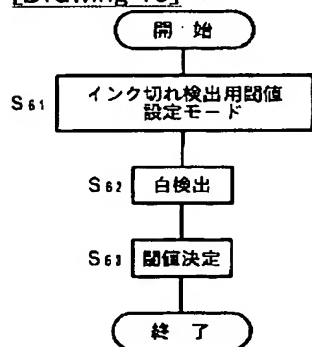 [Drawing 13]
開 始
S61
インク切れ検出用閾値
設定モード
S62
白検出
S63
閾値決定
終 了